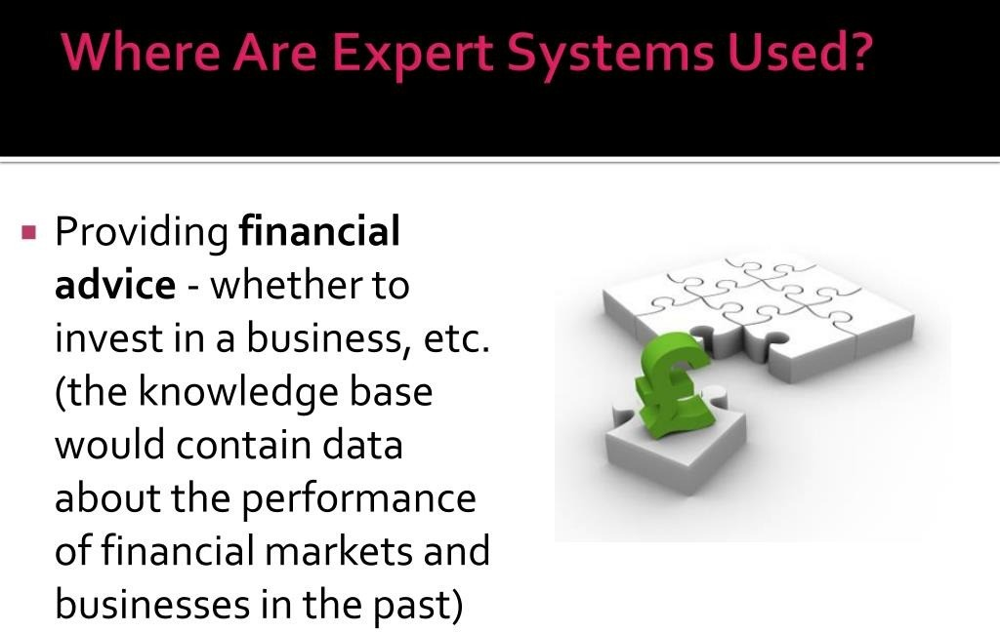 Where Are Expert Systems Used?
Providing financial
advice - whether to
invest in a business, etc.
(the knowledge base
would contain data
about the performance
of financial markets and
businesses in the past)
£